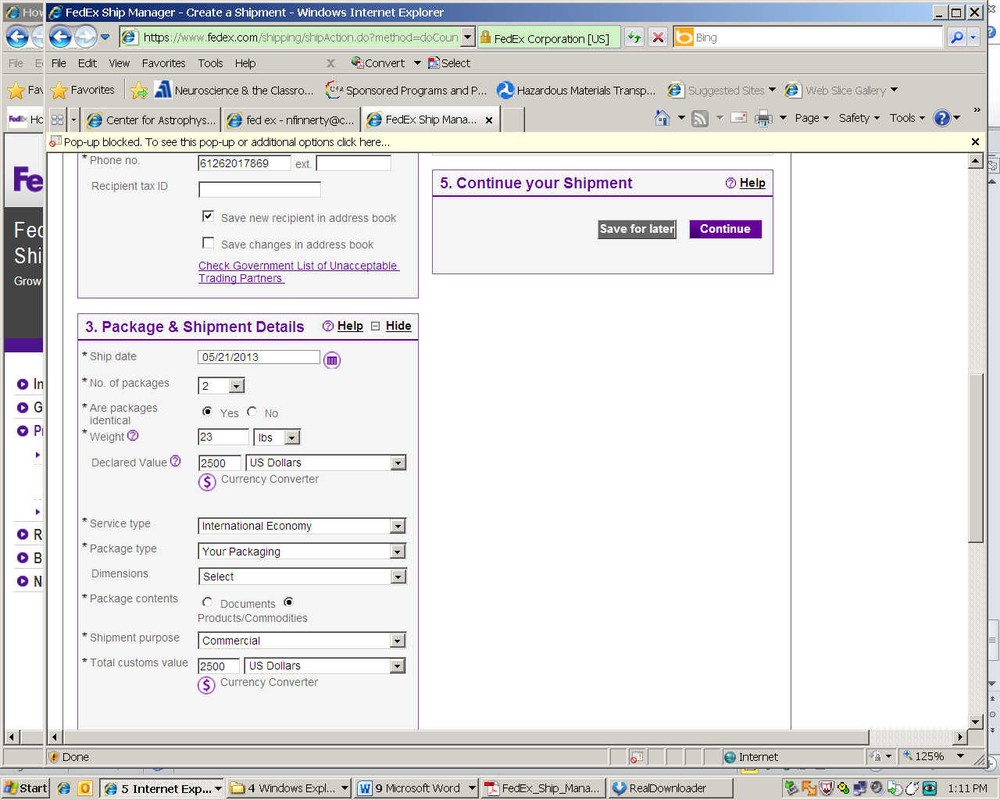 How
FedEx Ship Manager - Create a Shipment - Windows Internet Explorer
https://www.fedex.com/shipping/shipAction.do?method=doCoun
FedEx Corporation [US]
Bing
File
File Edit View Favorites Tools Help
x Convert Select
Fav
Favorites
Neuroscience & the Classro...
Sponsored Programs and P...
Hazardous Materials Transp...
Suggested Sites
Web Slice Gallery
FedEx Ho
Center for Astrophys...
fed ex - nfinnerty@c...
FedEx Ship Mana...
Page Safety Tools
Pop-up blocked. To see this pop-up or additional options click here...
* Phone no. 61262017869 ext.
Recipient tax ID
Save new recipient in address book
Save changes in address book
Check Government List of Unacceptable
Trading Partners
5. Continue your Shipment Help
Save for later Continue
Fe
Fed
Shi
Grow
In
G
Pr
R
B
N
3. Package & Shipment Details Help Hide
* Ship date 05/21/2013
* No. of packages 2
* Are packages
identical
Yes No
* Weight 23 lbs
Declared Value 2500 US Dollars
Currency Converter
* Service type International Economy
* Package type Your Packaging
Dimensions Select
* Package contents Documents
Products/Commodities
* Shipment purpose Commercial
* Total customs value 2500 US Dollars
Currency Converter
Done
Internet
125%
Start
5 Internet Exp...
4 Windows Expl...
9 Microsoft Word
FedEx_Ship_Mana...
RealDownloader
1:11 PM